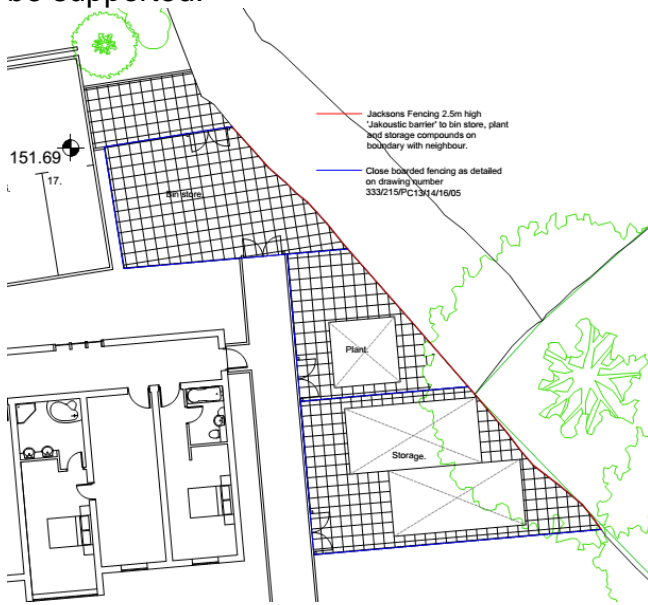 be supported.
Jacksons Fencing 2.5m high
'Jakoustic barrier' to bin store, plant
and storage compounds on
boundary with neighbour.
151.69
17.
Close boarded fencing as detailed
on drawing number
333/215/PC13/14/16/05
Bin store.
Plant.
Storage.